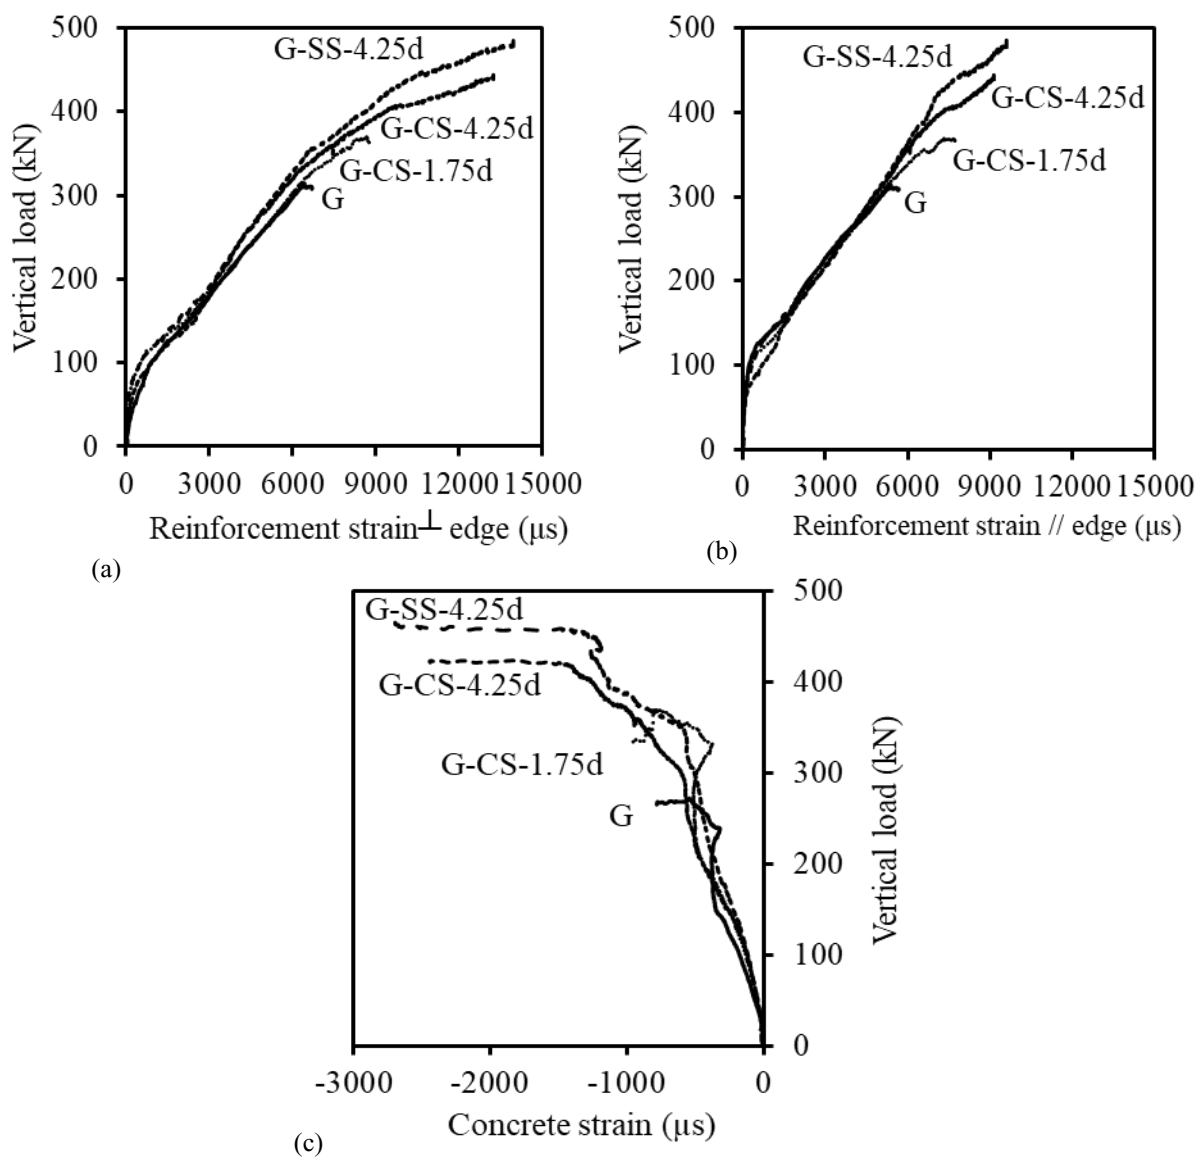 500
400
300
200
100
0
Vertical load (kN)
G-SS-4.25d
G-CS-4.25d
G-CS-1.75d
G
0 3000 6000 9000 12000 15000
Reinforcement strain⊥ edge (µs)
(a)
500
400
300
200
100
0
Vertical load (kN)
G-SS-4.25d
G-CS-4.25d
G-CS-1.75d
G
0 3000 6000 9000 12000 15000
Reinforcement strain // edge (µs)
(b)
G-SS-4.25d
G-CS-4.25d
G-CS-1.75d
G
500
400
300
200
100
0
Vertical load (kN)
-3000 -2000 -1000 0
Concrete strain (µs)
(c)